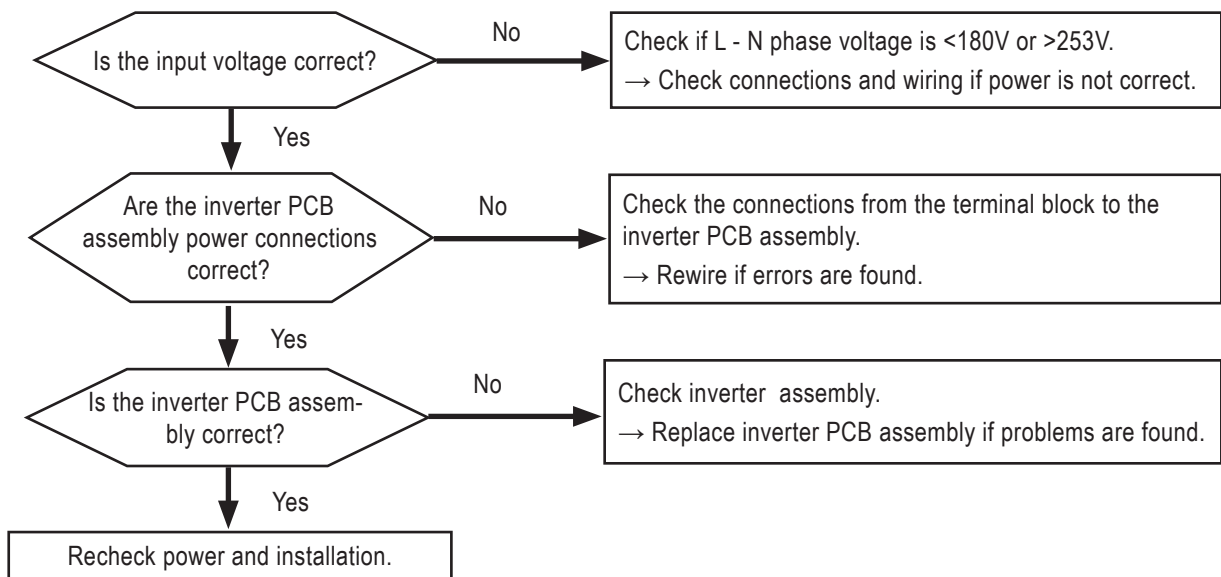 Is the input voltage correct?
No
Check if L - N phase voltage is <180V or >253V.
→ Check connections and wiring if power is not correct.
Yes
Are the inverter PCB
assembly power connections
correct?
No
Check the connections from the terminal block to the
inverter PCB assembly.
→ Rewire if errors are found.
Yes
Is the inverter PCB assem-
bly correct?
No
Check inverter  assembly.
→ Replace inverter PCB assembly if problems are found.
Yes
Recheck power and installation.